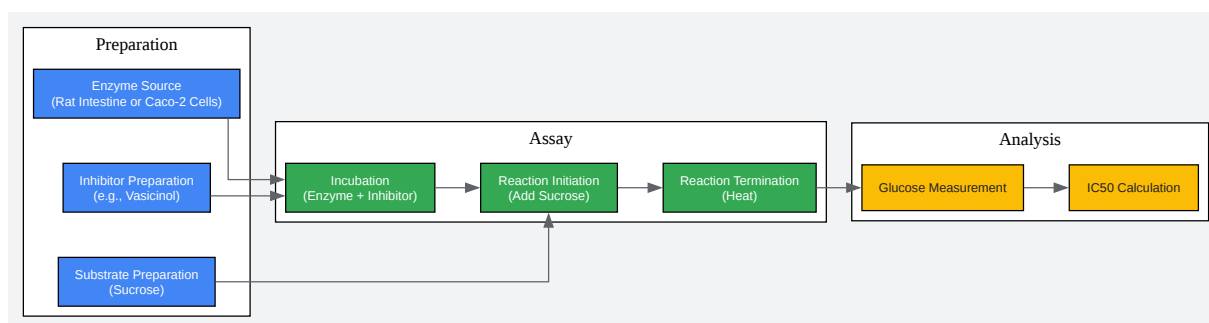 Preparation
Enzyme Source
(Rat Intestine or Caco-2 Cells)
Inhibitor Preparation
(e.g., Vasicinol)
Substrate Preparation
(Sucrose)
Assay
Incubation
(Enzyme + Inhibitor)
Reaction Initiation
(Add Sucrose)
Reaction Termination
(Heat)
Analysis
Glucose Measurement
IC50 Calculation